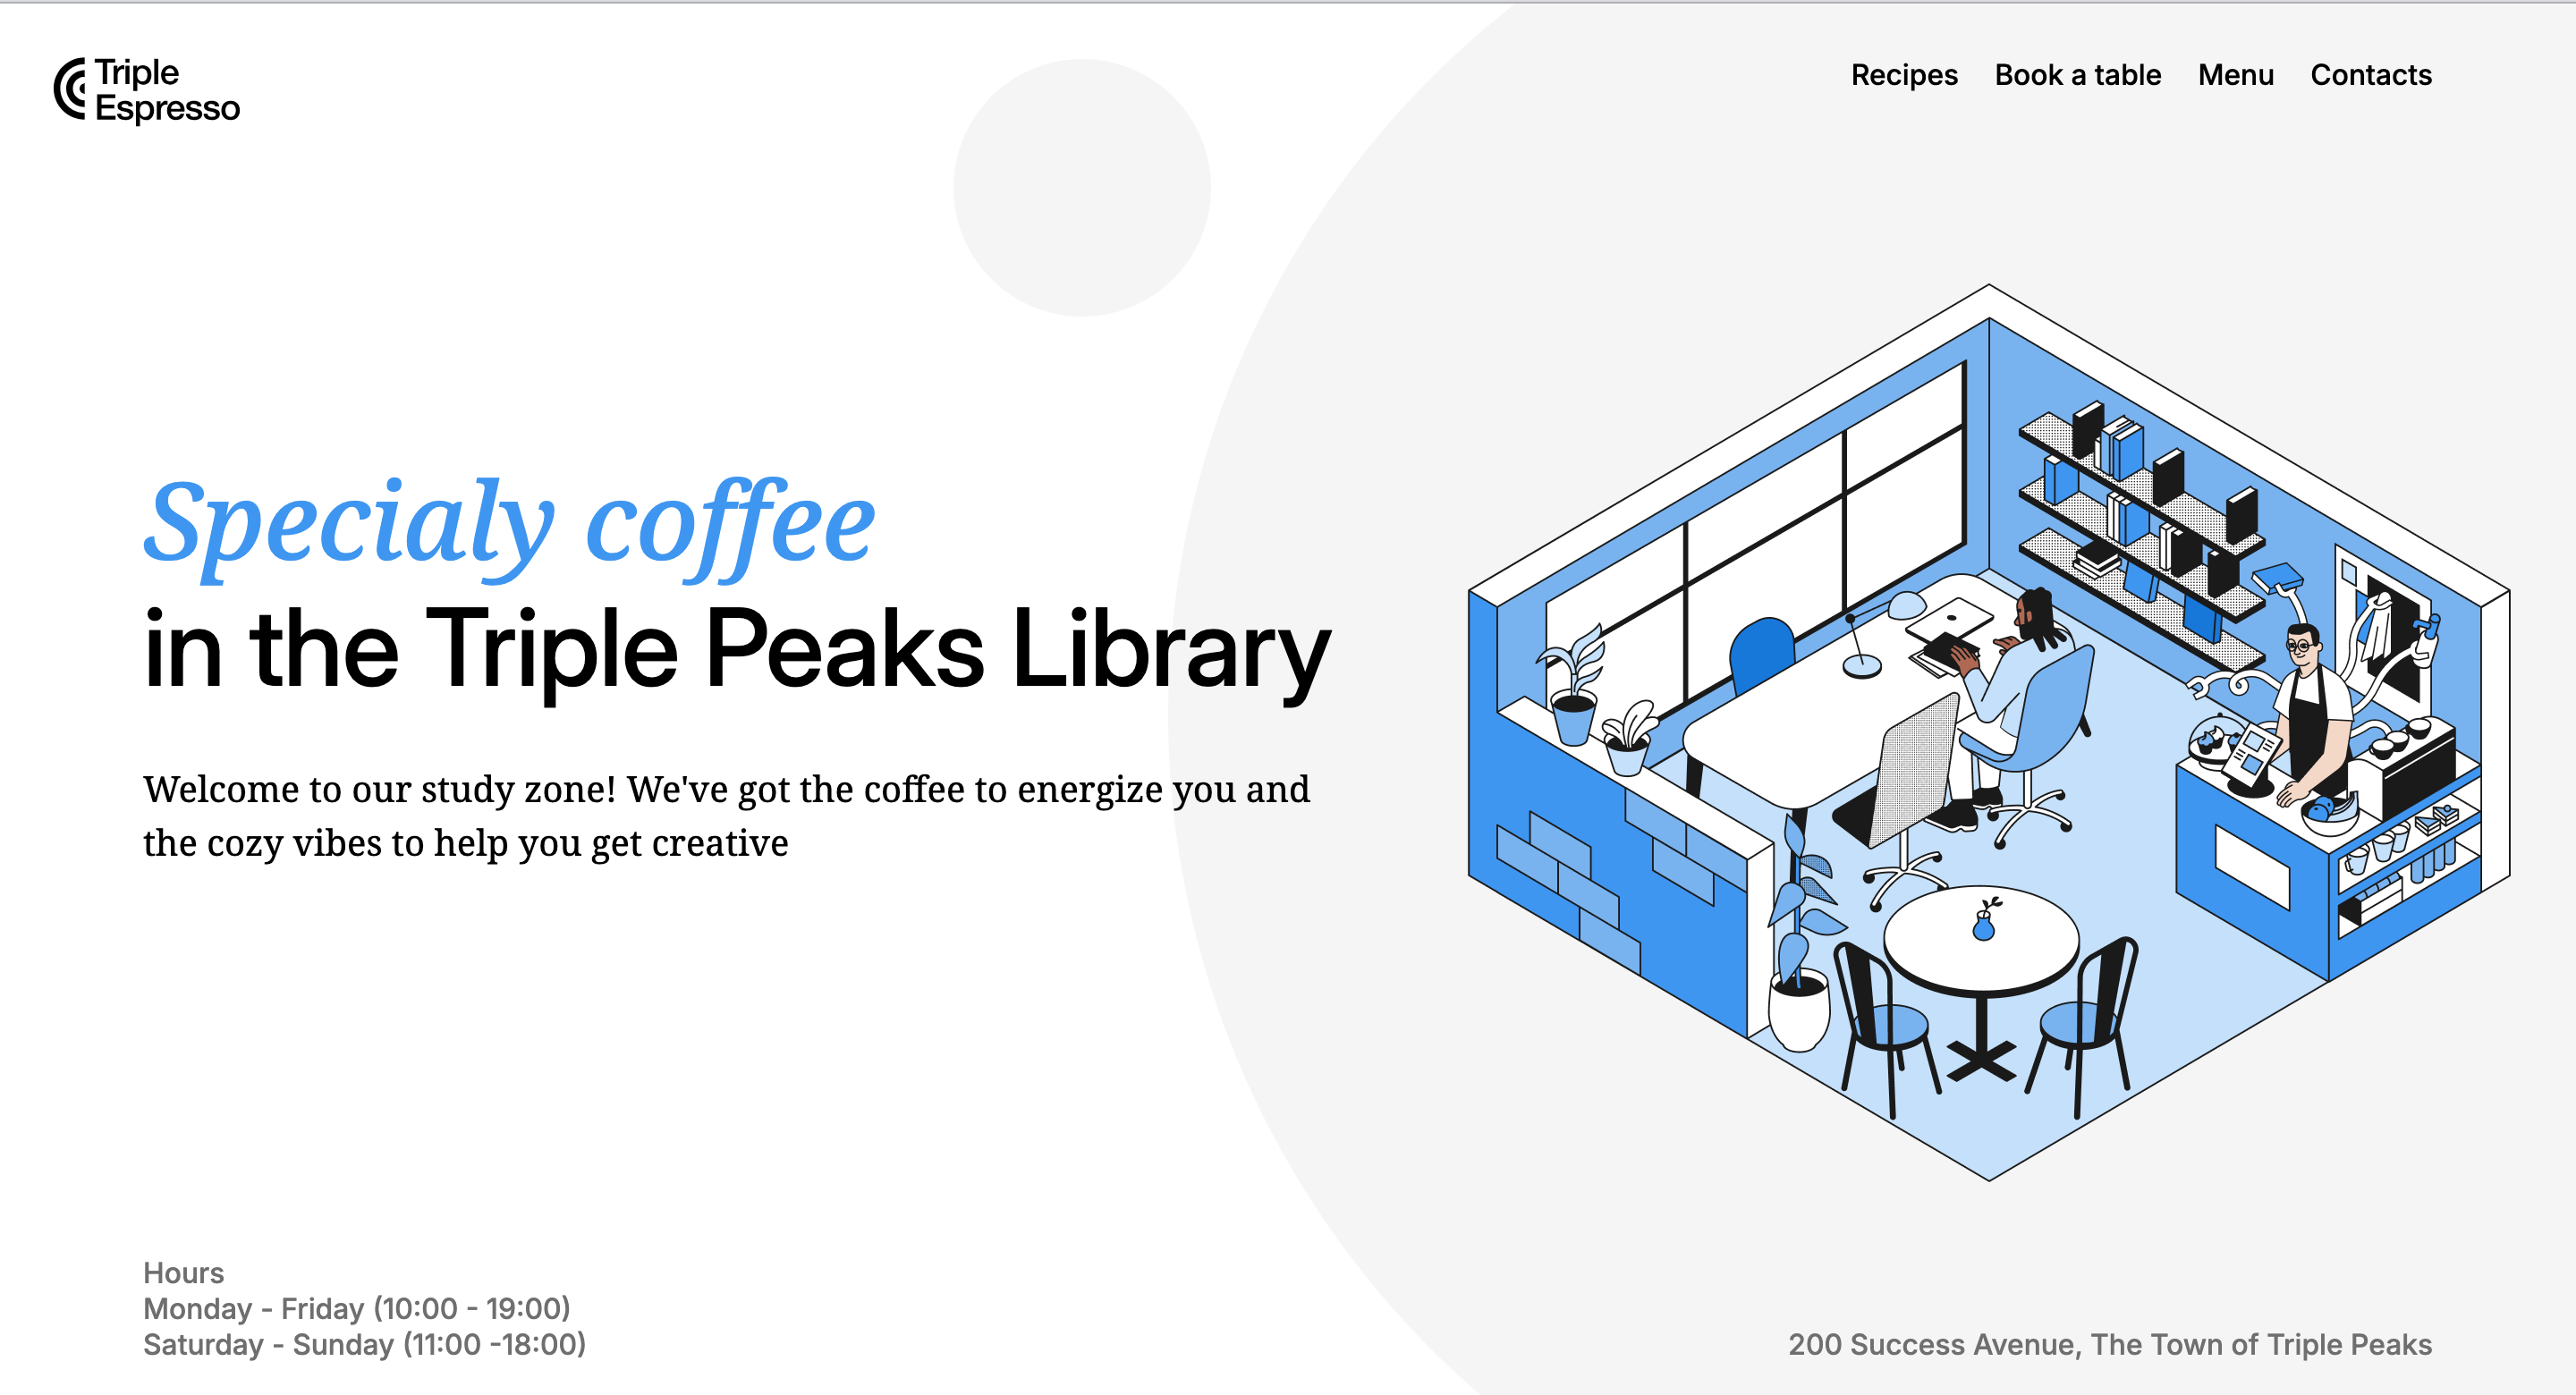 Triple
Espresso
Recipes Book a table Menu Contacts
Specialy coffee
in the Triple Peaks Library
Welcome to our study zone! We've got the coffee to energize you and
the cozy vibes to help you get creative
Hours
Monday - Friday (10:00 - 19:00)
Saturday - Sunday (11:00 -18:00)
200 Success Avenue, The Town of Triple Peaks